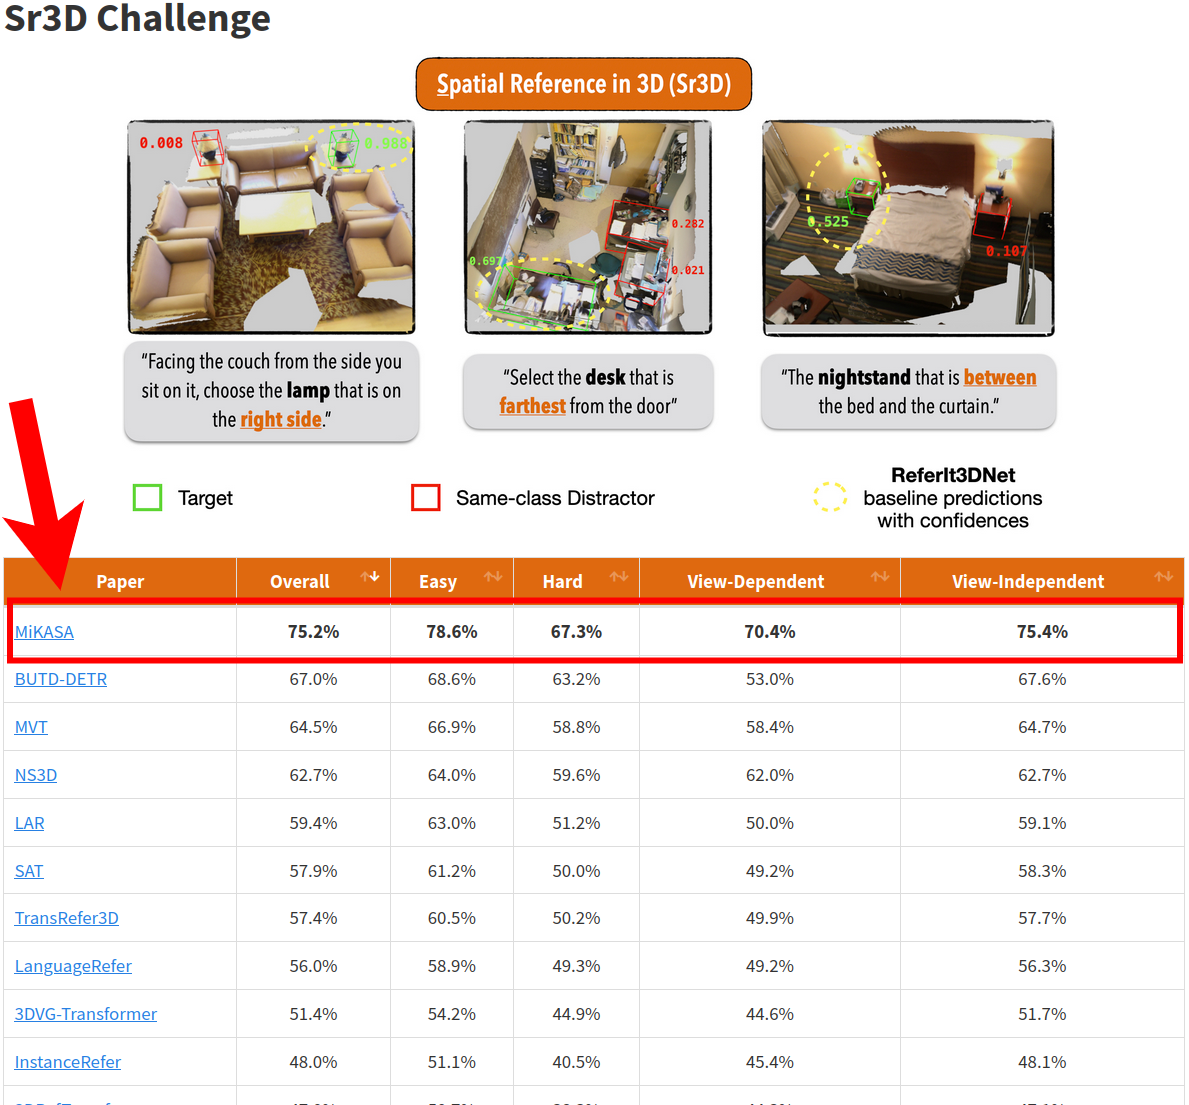 Sr3D Challenge
Spatial Reference in 3D (Sr3D)
0.008
0.988
0.282
0.697
0.021
0.525
0.107
“Facing the couch from the side you
sit on it, choose the lamp that is on
the right side.”
“Select the desk that is
farthest from the door”
“The nightstand that is between
the bed and the curtain.”
Target
Same-class Distractor
ReferIt3DNet
baseline predictions
with confidences
Paper Overall Easy Hard View-Dependent View-Independent
MiKASA 75.2% 78.6% 67.3% 70.4% 75.4%
BUTD-DETR 67.0% 68.6% 63.2% 53.0% 67.6%
MVT 64.5% 66.9% 58.8% 58.4% 64.7%
NS3D 62.7% 64.0% 59.6% 62.0% 62.7%
LAR 59.4% 63.0% 51.2% 50.0% 59.1%
SAT 57.9% 61.2% 50.0% 49.2% 58.3%
TransRefer3D 57.4% 60.5% 50.2% 49.9% 57.7%
LanguageRefer 56.0% 58.9% 49.3% 49.2% 56.3%
3DVG-Transformer 51.4% 54.2% 44.9% 44.6% 51.7%
InstanceRefer 48.0% 51.1% 40.5% 45.4% 48.1%